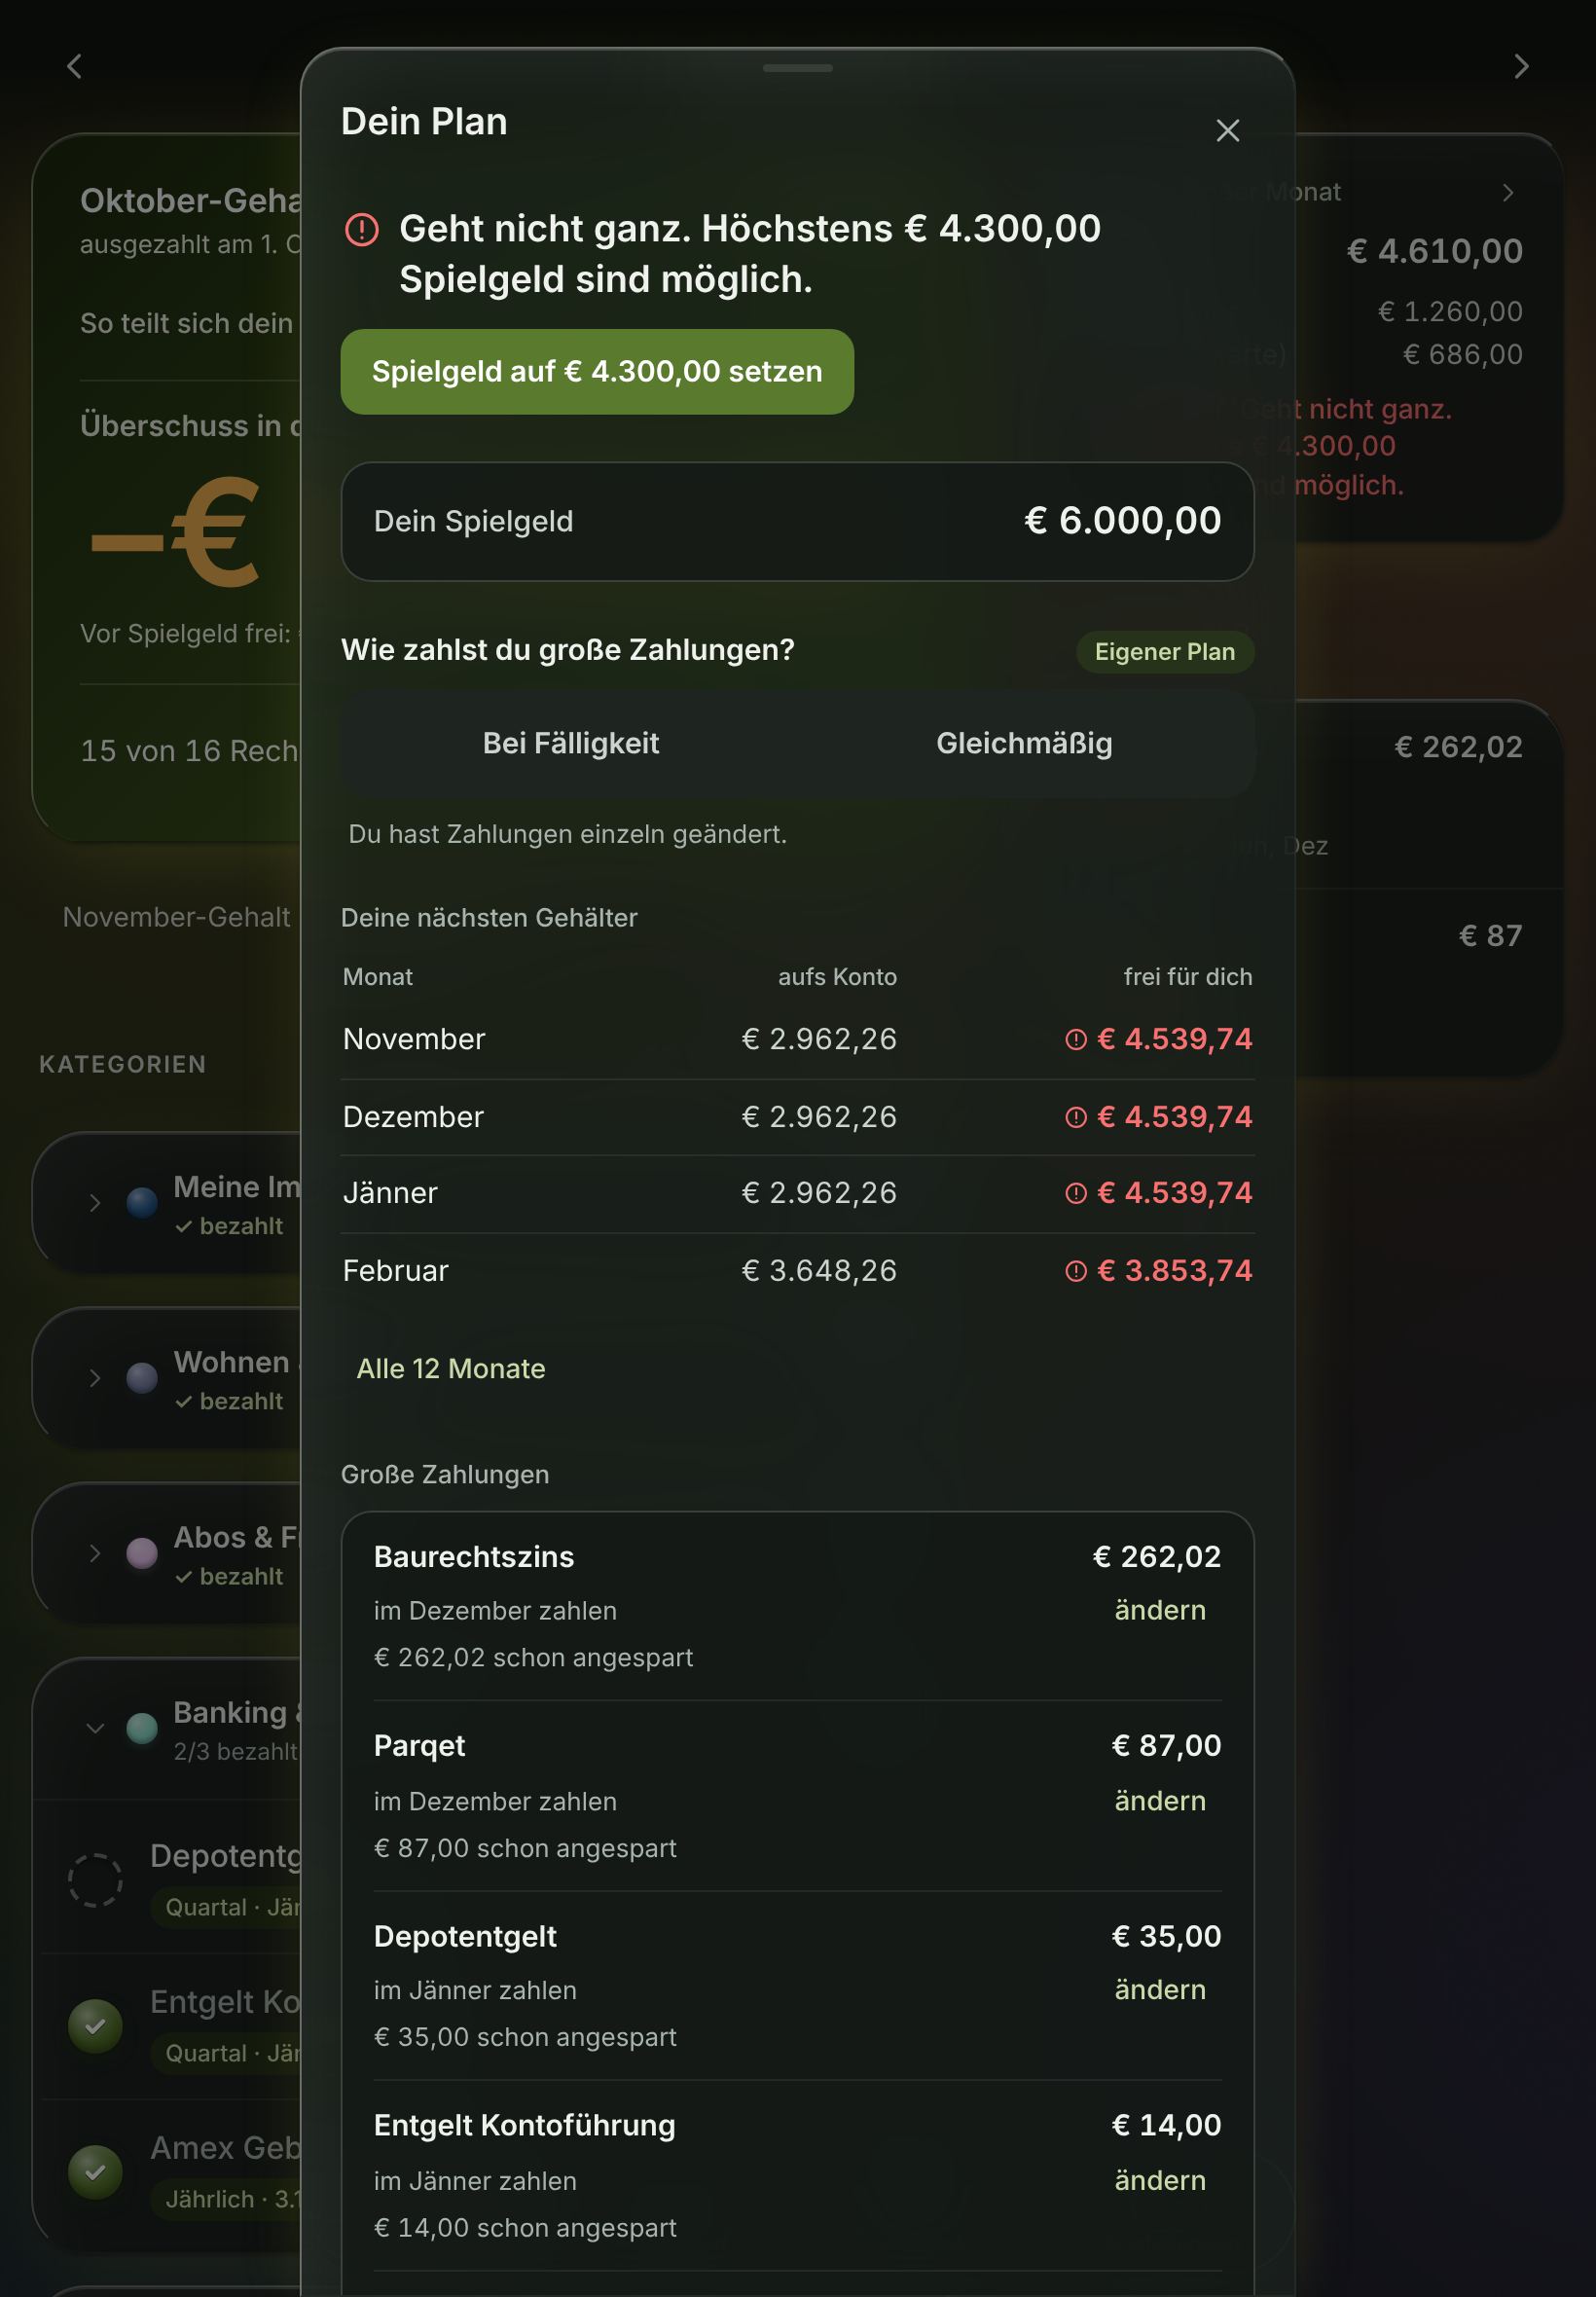 Dein Plan
Geht nicht ganz. Höchstens € 4.300,00
Spielgeld sind möglich.
Spielgeld auf € 4.300,00 setzen
Dein Spielgeld € 6.000,00
Wie zahlst du große Zahlungen? Eigener Plan
Bei Fälligkeit Gleichmäßig
Du hast Zahlungen einzeln geändert.
Deine nächsten Gehälter
Monat aufs Konto frei für dich
November € 2.962,26 € 4.539,74
Dezember € 2.962,26 € 4.539,74
Jänner € 2.962,26 € 4.539,74
Februar € 3.648,26 € 3.853,74
Alle 12 Monate
Große Zahlungen
Baurechtszins € 262,02
im Dezember zahlen ändern
€ 262,02 schon angespart
Parqet € 87,00
im Dezember zahlen ändern
€ 87,00 schon angespart
Depotentgelt € 35,00
im Jänner zahlen ändern
€ 35,00 schon angespart
Entgelt Kontoführung € 14,00
im Jänner zahlen ändern
€ 14,00 schon angespart
Oktober-Geha
ausgezahlt am 1.
So teilt sich dein
Überschuss in
–€
Vor Spielgeld frei:
15 von 16 Rech
November-Gehalt
KATEGORIEN
Meine Im
✓ bezahlt
Wohnen
✓ bezahlt
Abos & F
✓ bezahlt
Banking &
2/3 bezahlt
Depotentg
Quartal · Jän
Entgelt Ko
Quartal · Jän
Amex Geb
Jährlich · 3.1
Monat
€ 4.610,00
€ 1.260,00
arte) € 686,00
Geht nicht ganz.
€ 4.300,00
nd möglich.
€ 262,02
Dez
€ 87